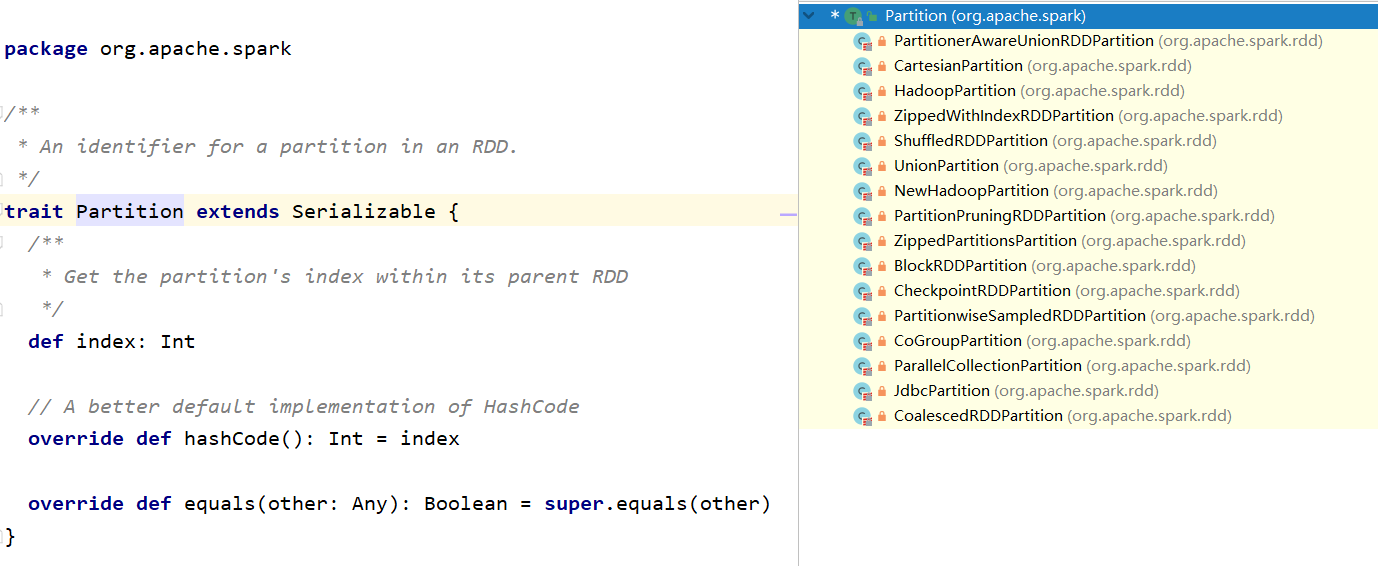 package org.apache.spark
/**
* An identifier for a partition in an RDD.
*/
trait Partition extends Serializable {
/**
* Get the partition's index within its parent RDD
*/
def index: Int
// A better default implementation of HashCode
override def hashCode(): Int = index
override def equals(other: Any): Boolean = super.equals(other)
}
* Partition (org.apache.spark)
PartitionerAwareUnionRDDPartition (org.apache.spark.rdd)
CartesianPartition (org.apache.spark.rdd)
HadoopPartition (org.apache.spark.rdd)
ZippedWithIndexRDDPartition (org.apache.spark.rdd)
ShuffledRDDPartition (org.apache.spark.rdd)
UnionPartition (org.apache.spark.rdd)
NewHadoopPartition (org.apache.spark.rdd)
PartitionPruningRDDPartition (org.apache.spark.rdd)
ZippedPartitionsPartition (org.apache.spark.rdd)
BlockRDDPartition (org.apache.spark.rdd)
CheckpointRDDPartition (org.apache.spark.rdd)
PartitionwiseSampledRDDPartition (org.apache.spark.rdd)
CoGroupPartition (org.apache.spark.rdd)
ParallelCollectionPartition (org.apache.spark.rdd)
JdbcPartition (org.apache.spark.rdd)
CoalescedRDDPartition (org.apache.spark.rdd)